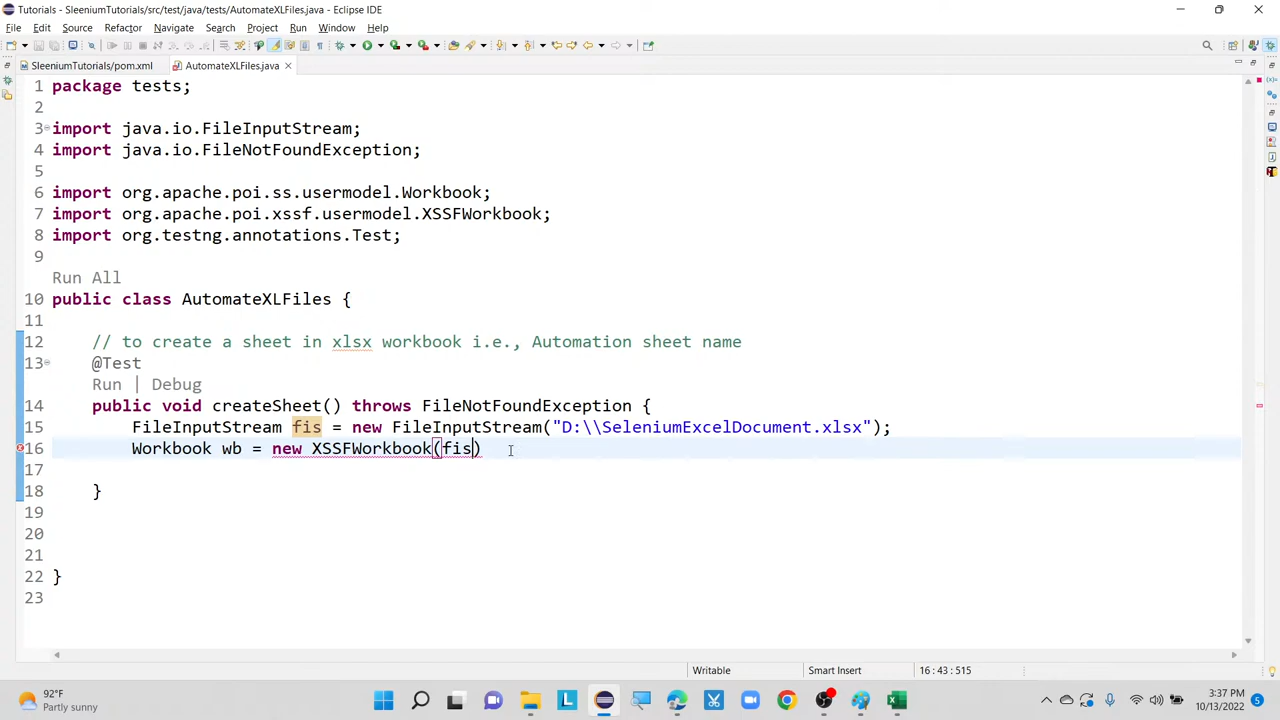 Tutorials - SleeniumTutorials/src/test/java/tests/AutomateXLFiles.java - Eclipse IDE
File Edit Source Refactor Navigate Search Project Run Window Help
SleeniumTutorials/pom.xml AutomateXLFiles.java
1 package tests;
2
3 import java.io.FileInputStream;
4 import java.io.FileNotFoundException;
5
6 import org.apache.poi.ss.usermodel.Workbook;
7 import org.apache.poi.xssf.usermodel.XSSFWorkbook;
8 import org.testng.annotations.Test;
9
Run All
10 public class AutomateXLFiles {
11
12 // to create a sheet in xlsx workbook i.e., Automation sheet name
13 @Test
Run | Debug
14 public void createSheet() throws FileNotFoundException {
15 FileInputStream fis = new FileInputStream("D:\\SeleniumExcelDocument.xlsx");
16 Workbook wb = new XSSFWorkbook(fis)
17
18 }
19
20
21
22 }
23
Writable Smart Insert 16 : 43 : 515
92°F
Partly sunny
3:37 PM
10/13/2022
5